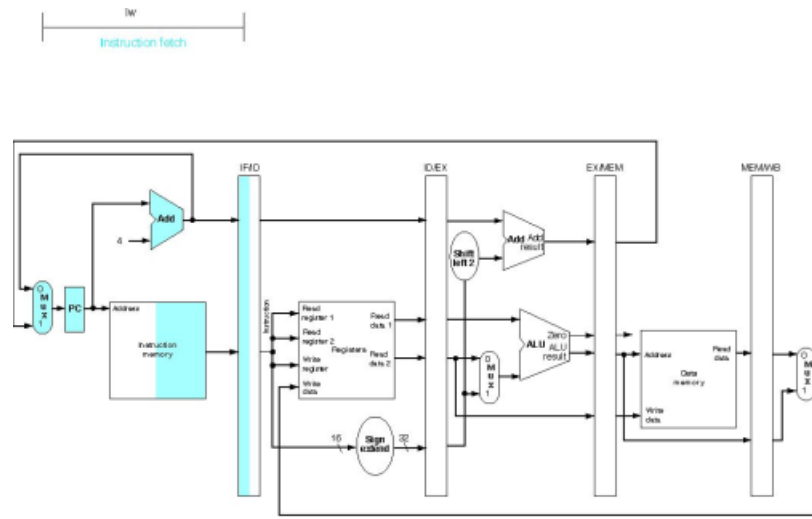 lw
Instruction fetch
IF/ID
ID/EX
EX/MEM
MEM/WB
Add
4
Shift
left 2
Add
Add
result
0
M
u
x
1
PC
Address
Instruction
memory
Instruction
Read
register 1
Read
register 2
Write
register
Write
data
Registers
Read
data 1
Read
data 2
0
M
u
x
1
Zero
ALU
ALU
result
Address
Write
data
Data
memory
Read
data
0
M
u
x
1
16
Sign
extend
32